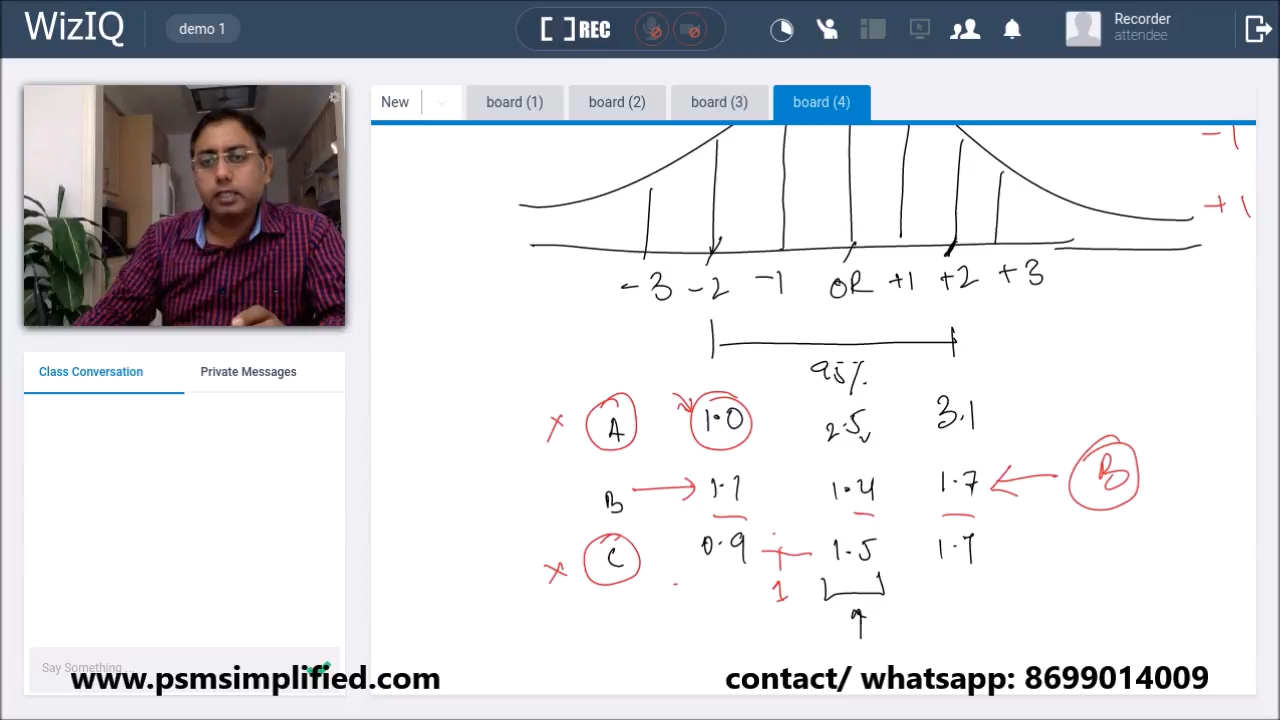 WizIQ
demo 1
[ ] REC
Recorder
attendee
New
board (1)
board (2)
board (3)
board (4)
-1
+1
-3 -2 -1 OR +1 +2 +3
95%
A 1.0 2.5 3.1
B 1.1 1.4 1.7 B
C 0.9 1.5 1.7
1
Class Conversation
Private Messages
Say Something...
www.psmsimplified.com
contact/ whatsapp: 8699014009